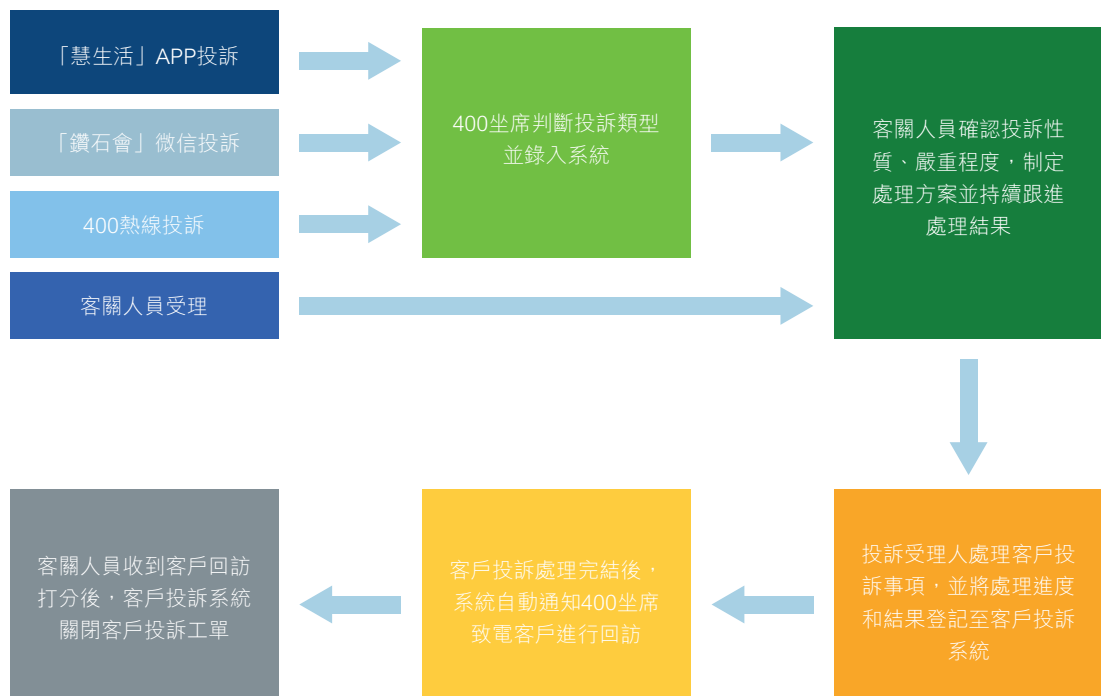 「慧生活」APP投訴
「鑽石會」微信投訴
400熱線投訴
客關人員受理
400坐席判斷投訴類型
並錄入系統
客關人員確認投訴性
質、嚴重程度，制定
處理方案並持續跟進
處理結果
投訴受理人處理客戶投
訴事項，並將處理進度
和結果登記至客戶投訴
系統
客戶投訴處理完結後，
系統自動通知400坐席
致電客戶進行回訪
客關人員收到客戶回訪
打分後，客戶投訴系統
關閉客戶投訴工單